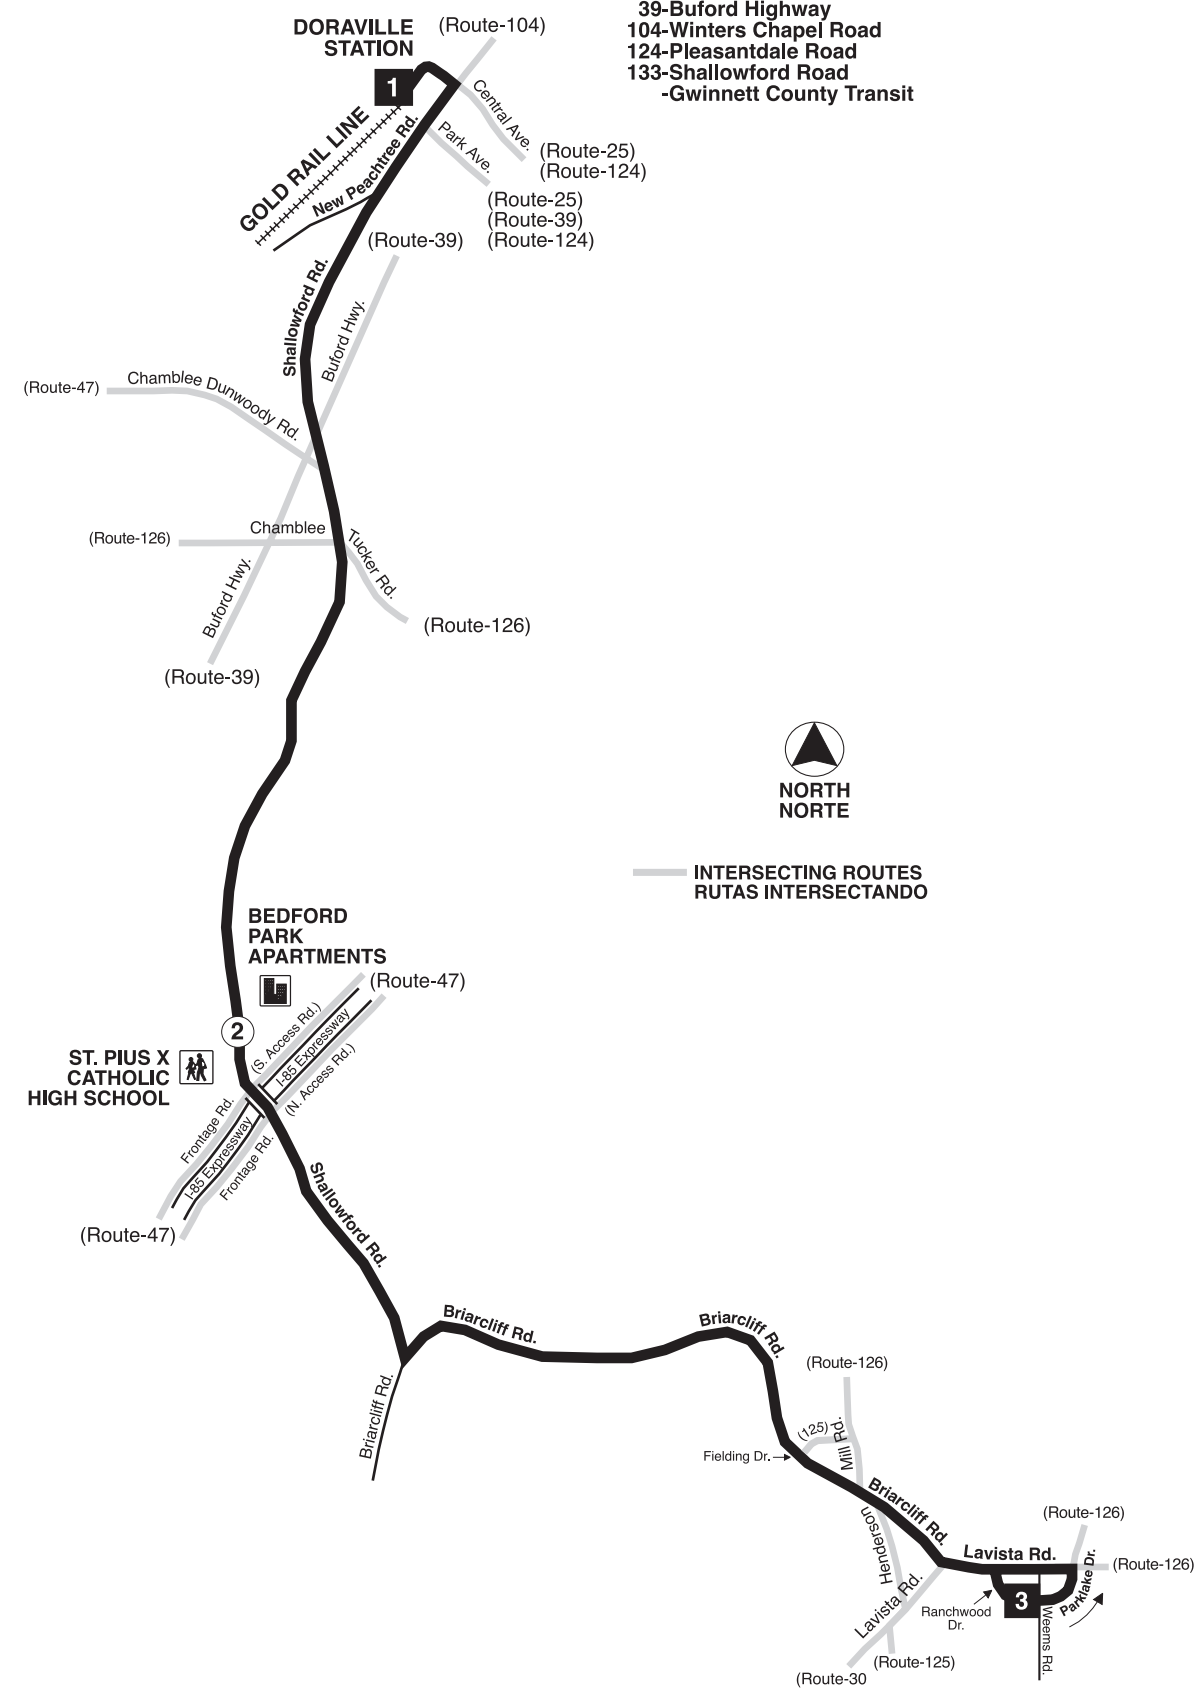 39-Buford Highway
104-Winters Chapel Road
124-Pleasantdale Road
133-Shallowford Road
-Gwinnett County Transit
DORAVILLE
STATION
(Route-104)
1
GOLD RAIL LINE
New Peachtree Rd.
Central Ave.
Park Ave.
(Route-25)
(Route-124)
(Route-25)
(Route-39)
(Route-124)
(Route-39)
Shallowford Rd.
Buford Hwy.
(Route-47)
Chamblee Dunwoody Rd.
(Route-126)
Chamblee
Tucker Rd.
Buford Hwy.
(Route-126)
(Route-39)
NORTH
NORTE
INTERSECTING ROUTES
RUTAS INTERSECTANDO
BEDFORD
PARK
APARTMENTS
(Route-47)
2
(S. Access Rd.)
I-85 Expressway
(N. Access Rd.)
ST. PIUS X
CATHOLIC
HIGH SCHOOL
Frontage Rd.
I-85 Expressway
Frontage Rd.
(Route-47)
Shallowford Rd.
Briarcliff Rd.
Briarcliff Rd.
Briarcliff Rd.
(Route-126)
(125)
Mill Rd.
Fielding Dr.
Briarcliff Rd.
Henderson
(Route-126)
Lavista Rd.
(Route-126)
Parklake Dr.
3
Ranchwood
Dr.
Weems Rd.
Lavista Rd.
(Route-125)
(Route-30